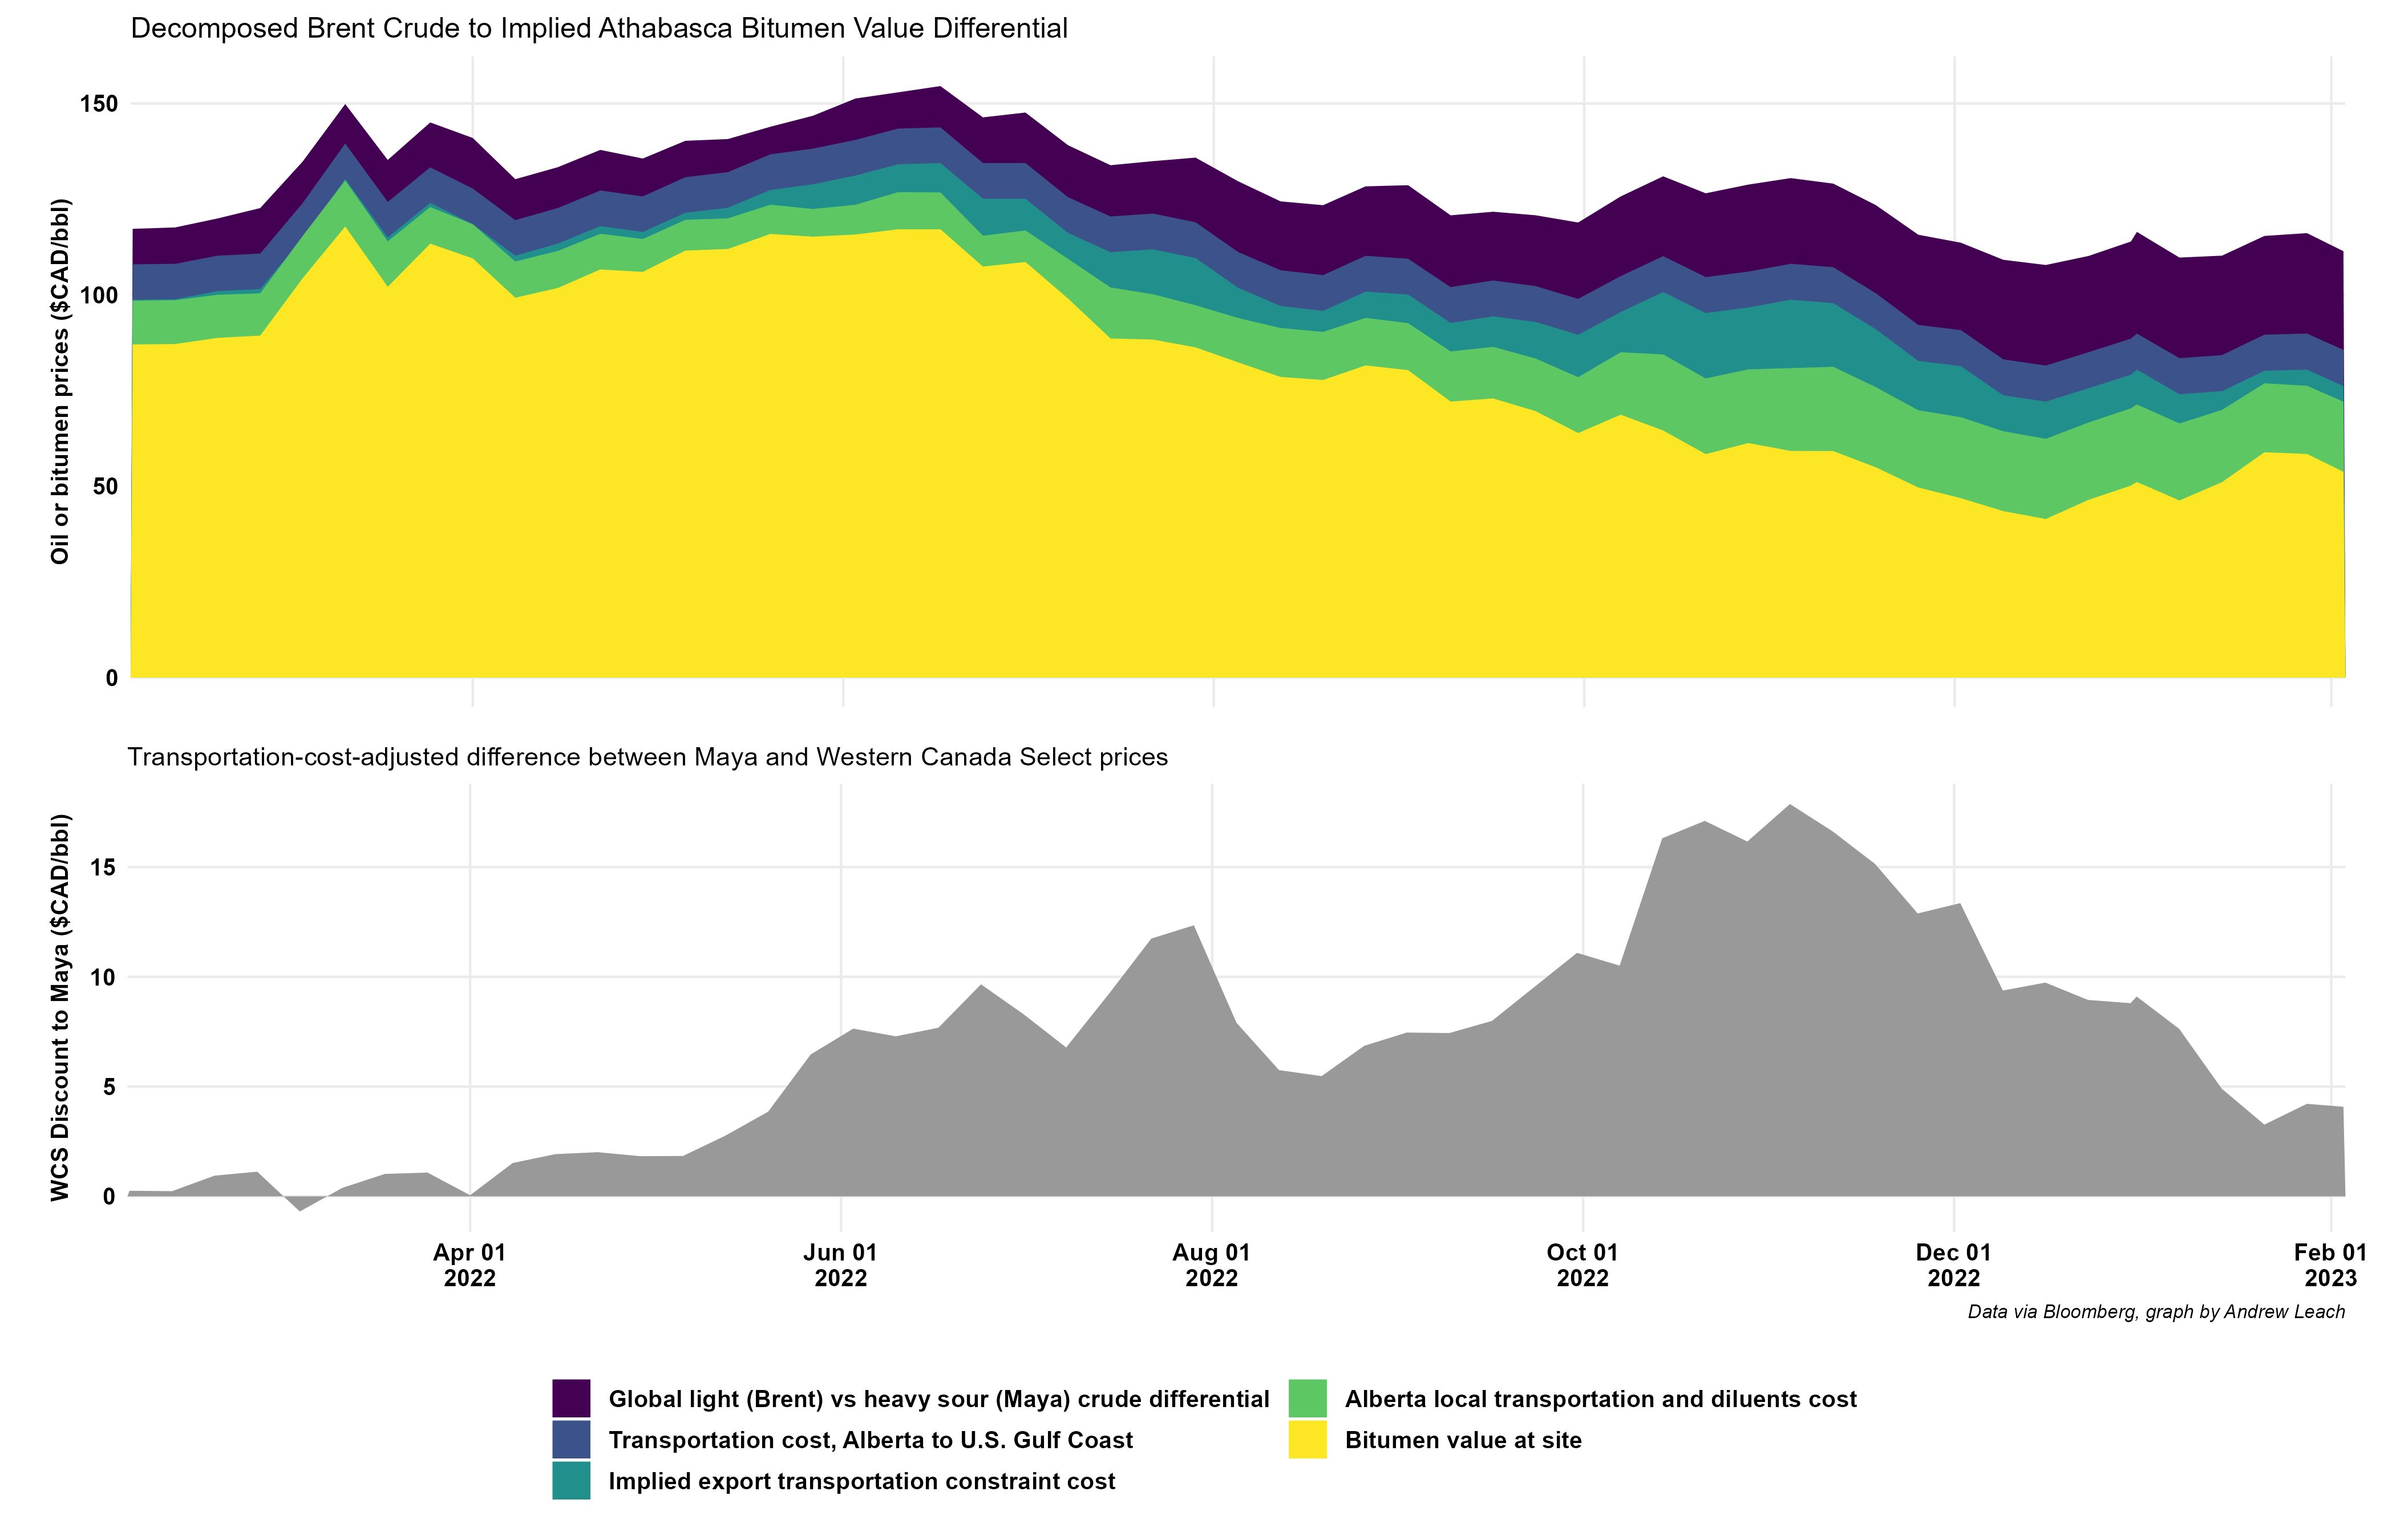 Decomposed Brent Crude to Implied Athabasca Bitumen Value Differential
Oil or bitumen prices ($CAD/bbl)
150
100
50
0
Transportation-cost-adjusted difference between Maya and Western Canada Select prices
WCS Discount to Maya ($CAD/bbl)
15
10
5
0
Apr 01 2022
Jun 01 2022
Aug 01 2022
Oct 01 2022
Dec 01 2022
Feb 01 2023
Data via Bloomberg, graph by Andrew Leach
Global light (Brent) vs heavy sour (Maya) crude differential
Transportation cost, Alberta to U.S. Gulf Coast
Implied export transportation constraint cost
Alberta local transportation and diluents cost
Bitumen value at site